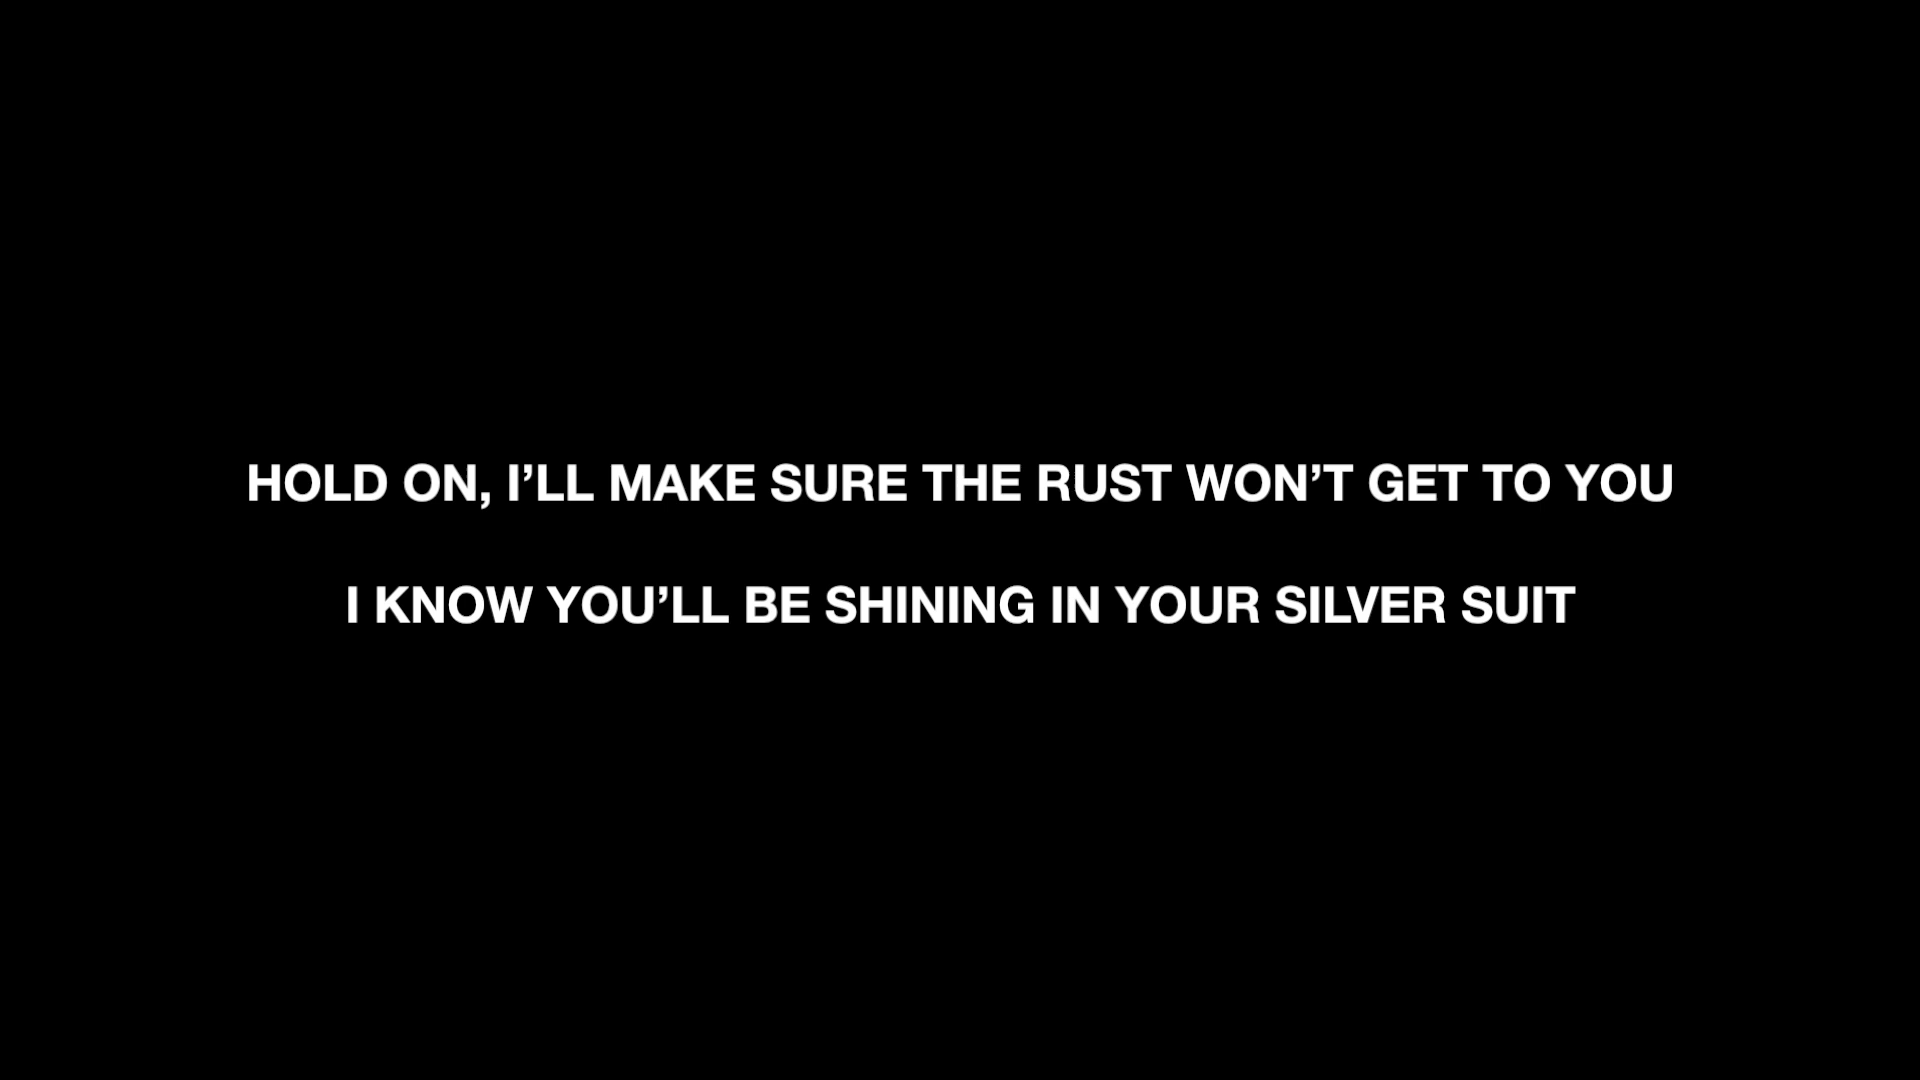 HOLD ON, I’LL MAKE SURE THE RUST WON’T GET TO YOU
I KNOW YOU’LL BE SHINING IN YOUR SILVER SUIT